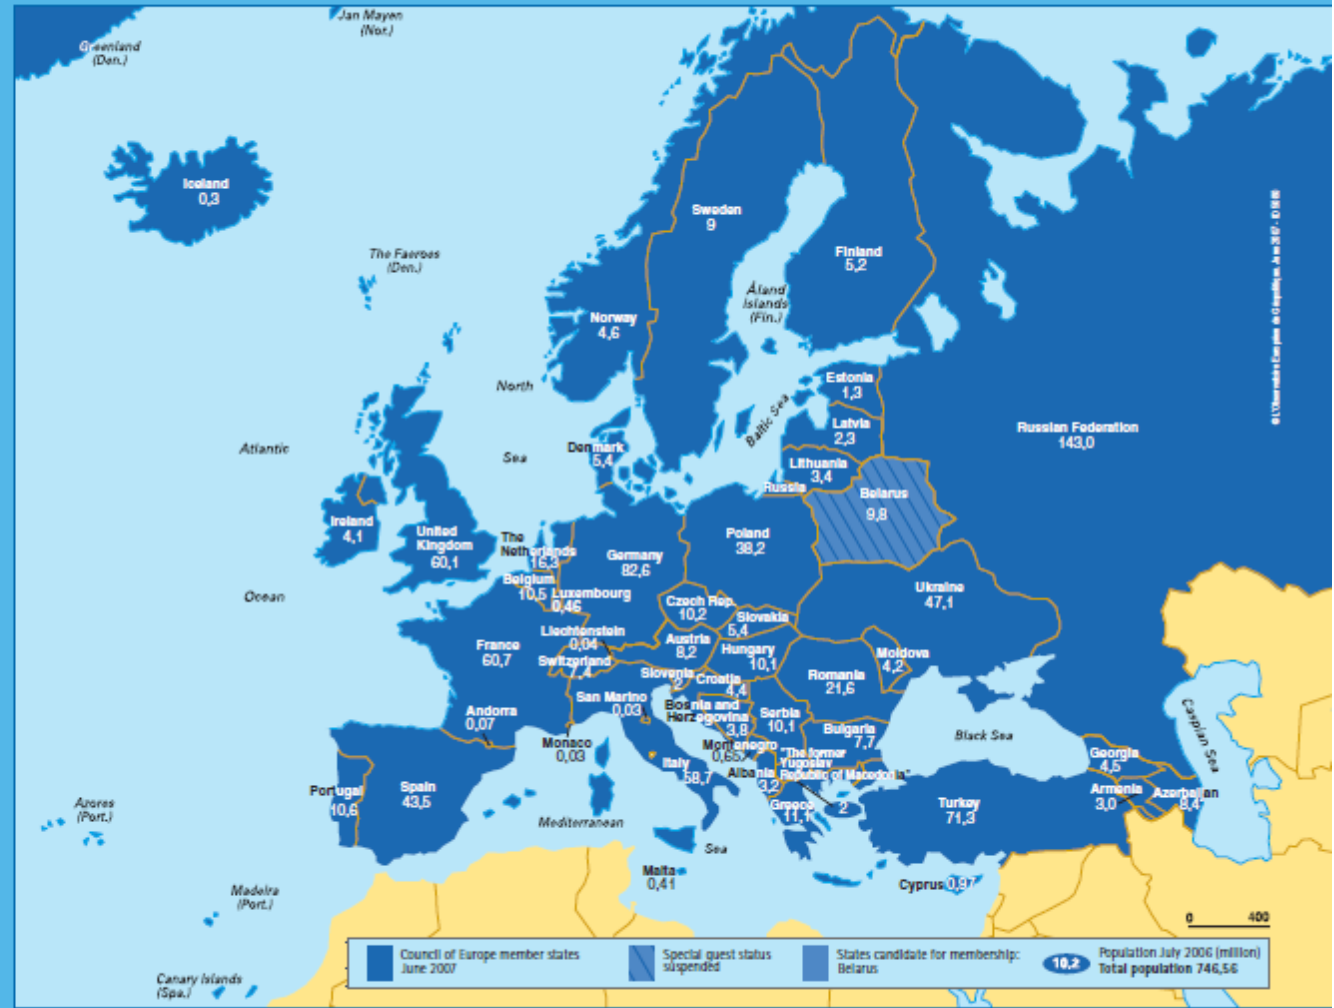 Jan Mayen
(Nor.)
Greenland
(Den.)
Iceland
0,3
The Faeroes
(Den.)
Sweden
9
Finland
5,2
Åland
Islands
(Fin.)
Norway
4,6
North
Sea
Atlantic
Ocean
Baltic Sea
Estonia
1,3
Latvia
2,3
Lithuania
3,4
Russia
Belarus
9,8
Russian Federation
143,0
Denmark
5,4
Ireland
4,1
United
Kingdom
60,1
The
Netherlands
16,3
Belgium
10,5
Luxembourg
0,46
Germany
82,6
Poland
38,2
Ukraine
47,1
Czech Rep.
10,2
Slovakia
5,4
Liechtenstein
0,04
Austria
8,2
Hungary
10,1
Moldova
4,2
France
60,7
Switzerland
7,4
Slovenia
2
Croatia
4,4
Romania
21,6
San Marino
0,03
Bosnia and
Herzegovina
3,8
Serbia
10,1
Bulgaria
7,7
Andorra
0,07
Monaco
0,03
Montenegro
0,65
"The former
Yugoslav
Republic of Macedonia"
2
Black Sea
Caspian Sea
Georgia
4,5
Armenia
3,0
Azerbaijan
8,4
Italy
58,7
Albania
3,2
Greece
11,1
Turkey
71,3
Portugal
10,6
Spain
43,5
Azores
(Port.)
Mediterranean
Sea
Malta
0,41
Cyprus 0,97
Madeira
(Port.)
Canary Islands
(Spa.)
0 400
Council of Europe member states
June 2007
Special guest status
suspended
States candidate for membership:
Belarus
10,2
Population July 2006 (million)
Total population 746,56